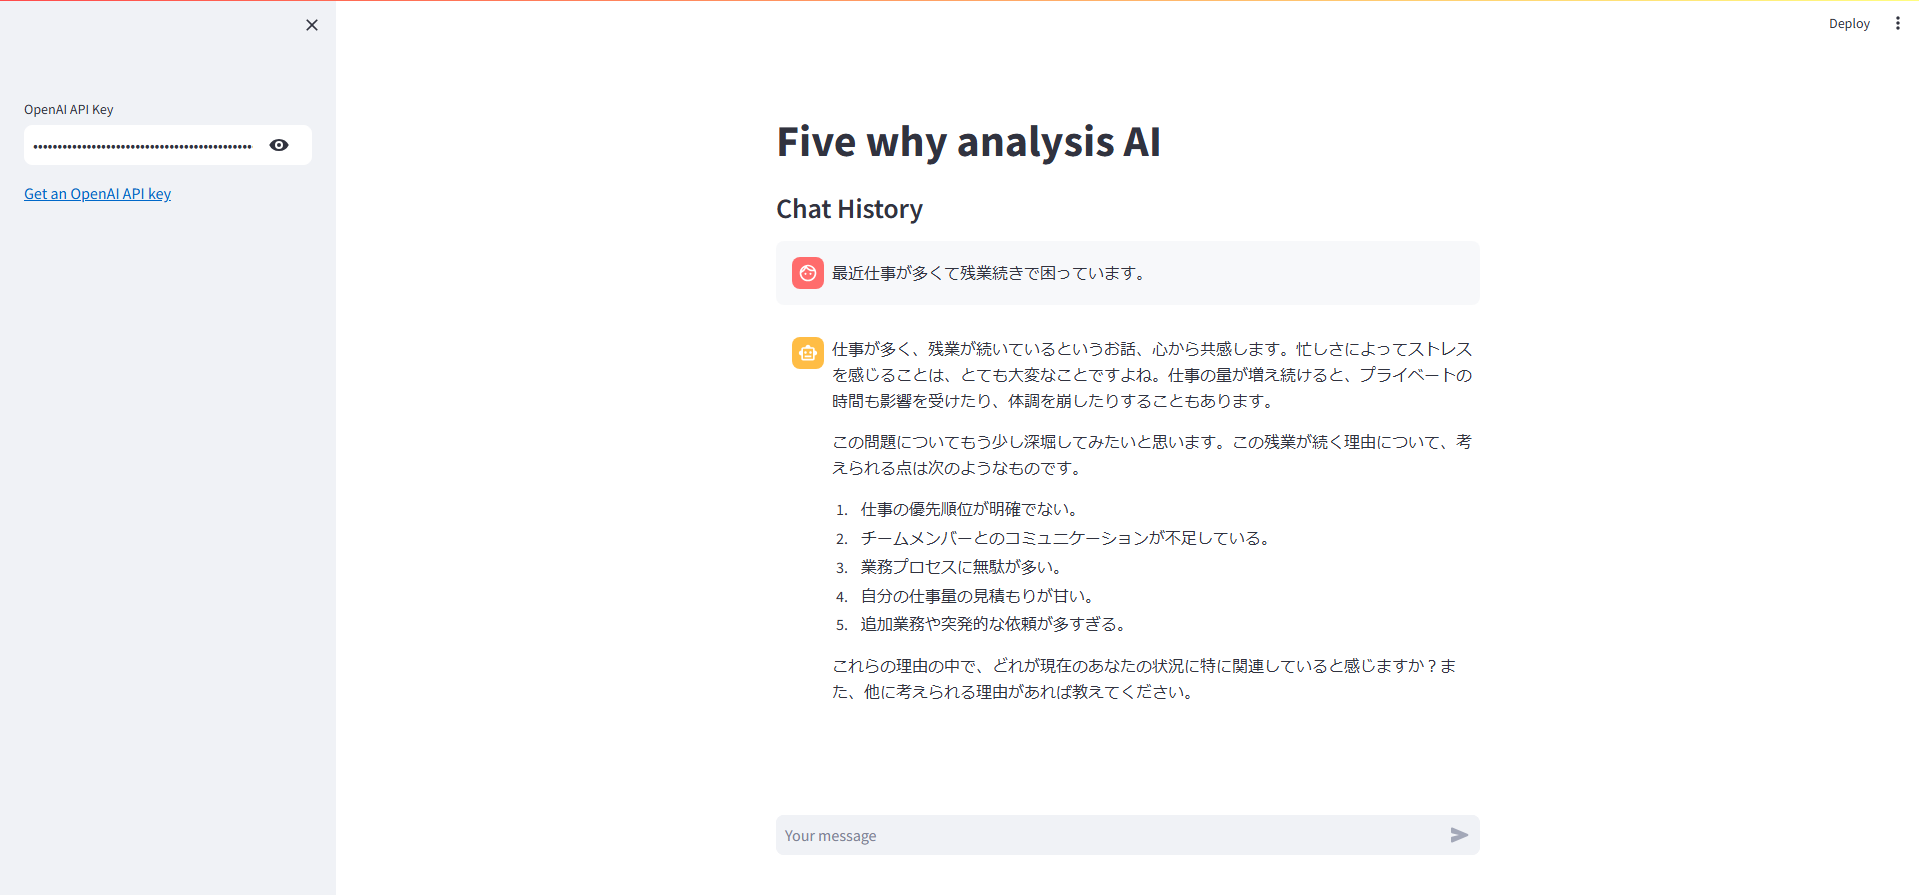 Deploy
OpenAI API Key
••••••••••••••••••••••••••••••••••••••••••••••
Get an OpenAI API key
Five why analysis AI
Chat History
最近仕事が多くて残業続きで困っています。
仕事が多く、残業が続いているというお話、心から共感します。忙しさによってストレス
を感じることは、とても大変なことですよね。仕事の量が増え続けると、プライベートの
時間も影響を受けたり、体調を崩したりすることもあります。
この問題についてもう少し深堀してみたいと思います。この残業が続く理由について、考
えられる点は次のようなものです。
1. 仕事の優先順位が明確でない。
2. チームメンバーとのコミュニケーションが不足している。
3. 業務プロセスに無駄が多い。
4. 自分の仕事量の見積もりが甘い。
5. 追加業務や突発的な依頼が多すぎる。
これらの理由の中で、どれが現在のあなたの状況に特に関連していると感じますか？ま
た、他に考えられる理由があれば教えてください。
Your message